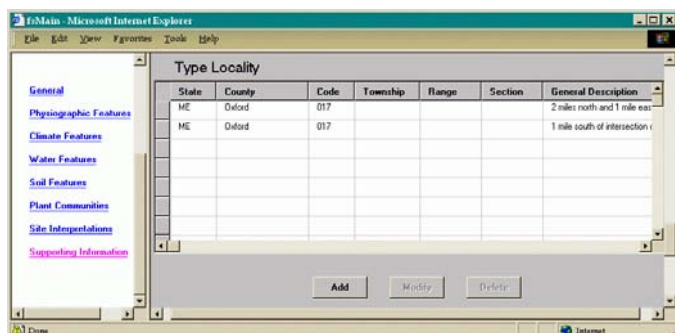 fsMain - Microsoft Internet Explorer
File Edit View Favorites Tools Help
General
Physiographic Features
Climate Features
Water Features
Soil Features
Plant Communities
Site Interpretations
Supporting Information
Type Locality
State County Code Township Range Section General Description
ME Oxford 017 2 miles north and 1 mile eas
ME Oxford 017 1 mile south of intersection
Add Modify Delete
Done Internet